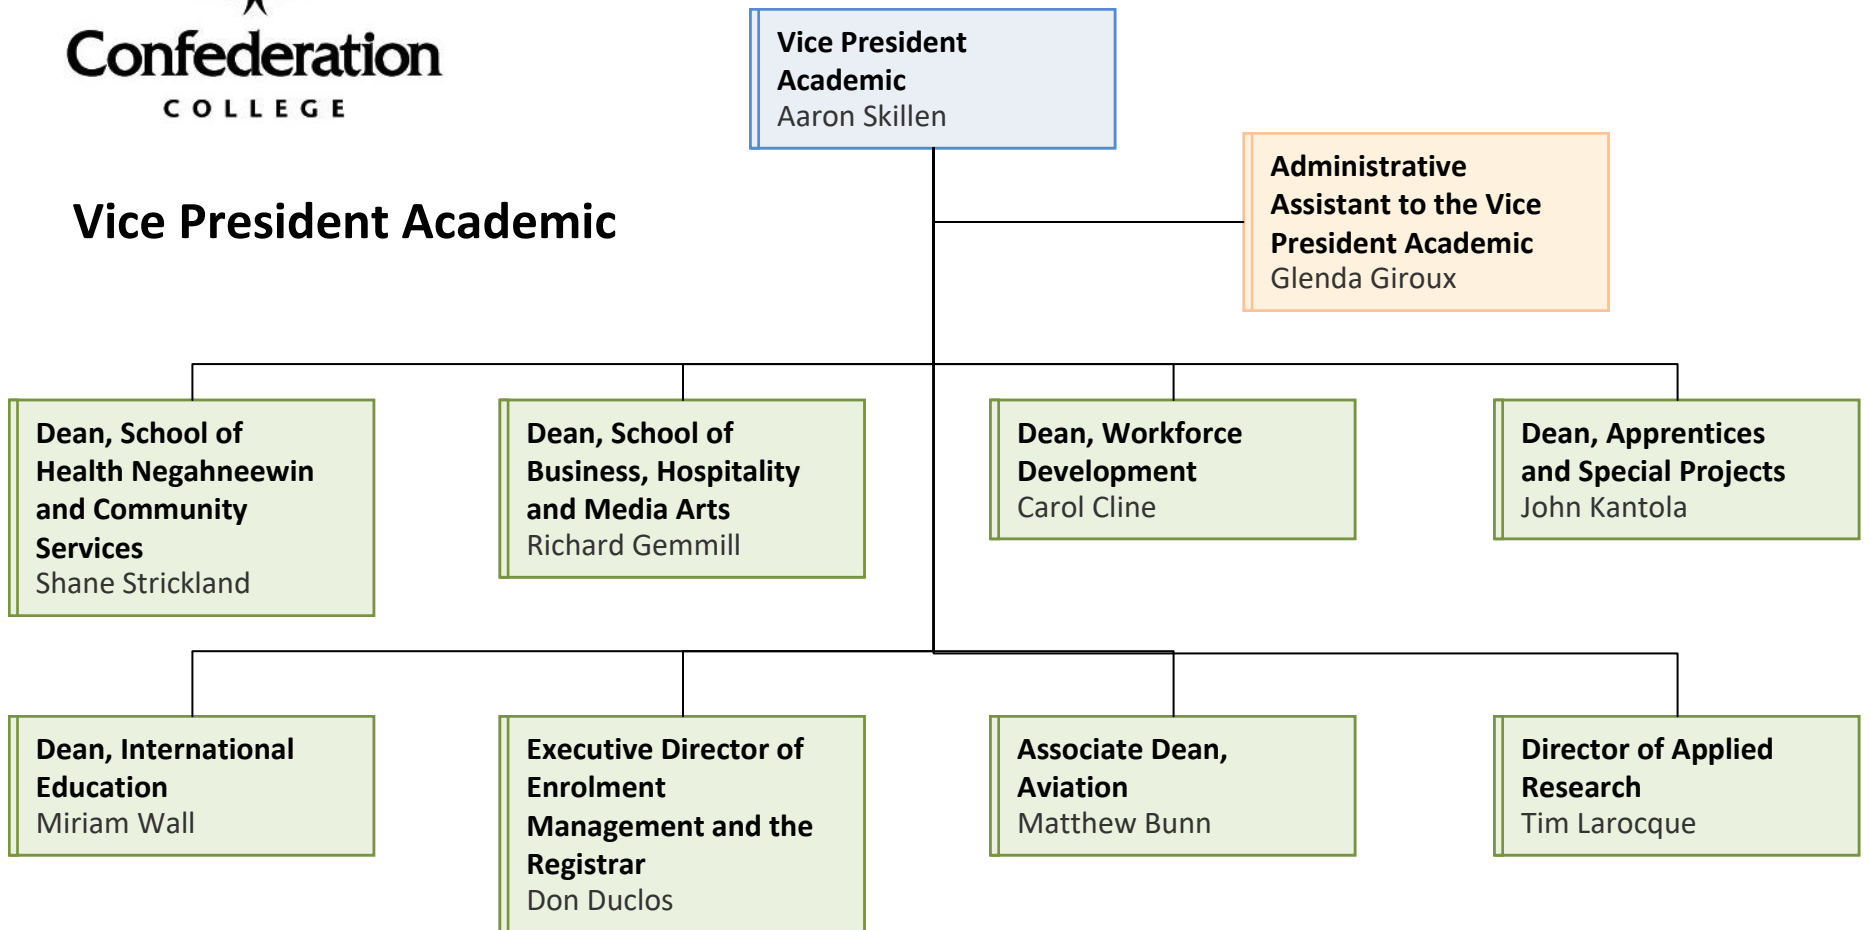 Confederation
COLLEGE
Vice President
Academic
Aaron Skillen
Administrative
Assistant to the Vice
President Academic
Glenda Giroux
Vice President Academic
Dean, School of
Health Negahneewin
and Community
Services
Shane Strickland
Dean, School of
Business, Hospitality
and Media Arts
Richard Gemmill
Dean, Workforce
Development
Carol Cline
Dean, Apprentices
and Special Projects
John Kantola
Dean, International
Education
Miriam Wall
Executive Director of
Enrolment
Management and the
Registrar
Don Duclos
Associate Dean,
Aviation
Matthew Bunn
Director of Applied
Research
Tim Larocque